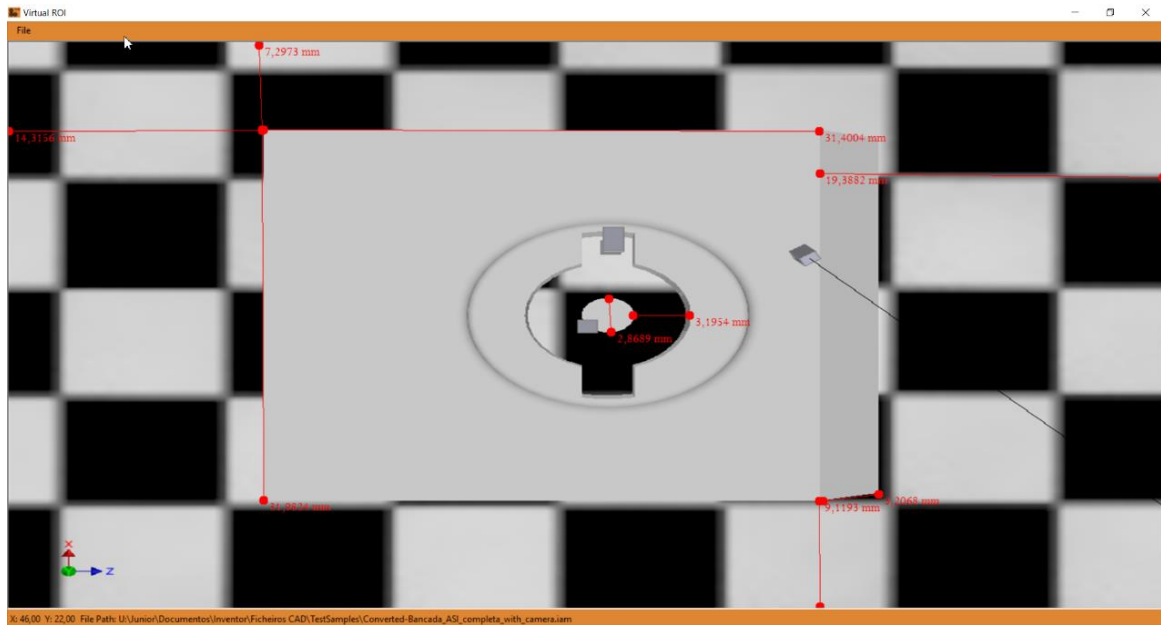 Virtual ROI
File
7,2973 mm
14,3156 mm
31,4004 mm
19,3882 mm
3,1954 mm
2,8689 mm
mm
9,1193 mm
mm
X
Z
X: 46,00 Y: 22,00 File Path: U:\Junior\Documentos\Inventor\Ficheiros CAD\TestSamples\Converted-Bancada_ASI_completa_with_camera.iam